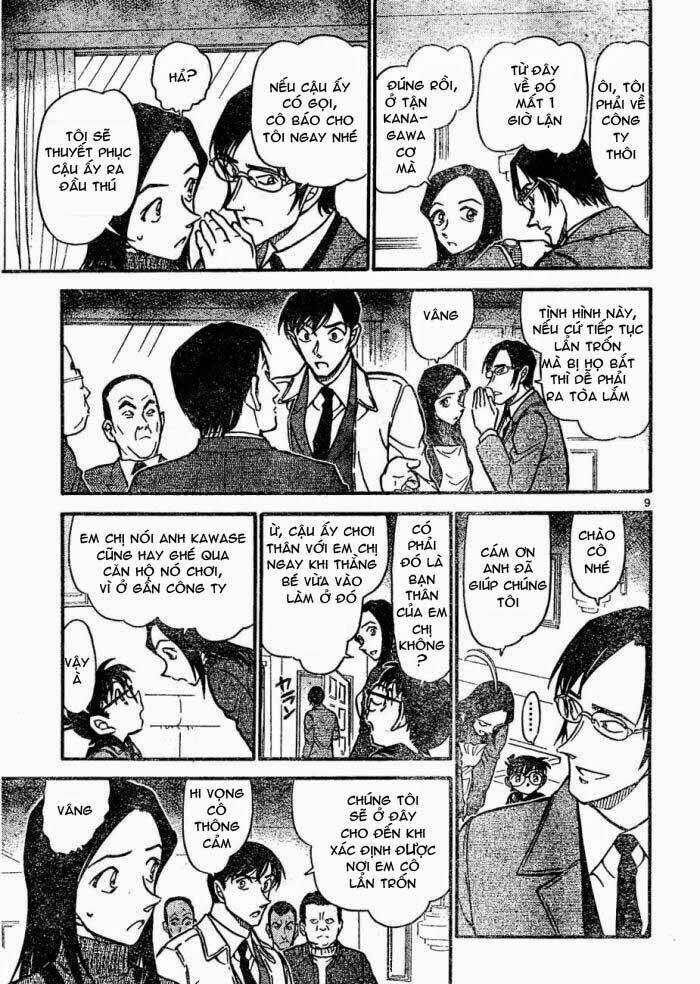 ÔI, TÔI
PHẢI VỀ
CÔNG
TY
THÔI
TỪ ĐÂY
VỀ ĐÓ
MẤT 1
GIỜ LẬN
ĐÚNG RỒI,
Ở TẬN
KANA-
GAWA
CƠ
MÀ
NẾU CẬU ẤY
CÓ GỌI,
CÔ BÁO CHO
TÔI NGAY NHÉ
HẢ?
TÔI SẼ
THUYẾT PHỤC
CẬU ẤY RA
ĐẦU THÚ
TÌNH HÌNH NÀY,
NẾU CỨ TIẾP TỤC
LẨN TRỐN
MÀ BỊ HỌ BẮT
THÌ DỄ PHẢI
RA TÒA LẮM
VÂNG
9
CHÀO
CÔ
NHÉ
CÁM ƠN
ANH ĐÃ
GIÚP CHÚNG
TÔI
......
CÓ
PHẢI
ĐÓ LÀ
BẠN
THÂN
CỦA EM
CHỊ
KHÔNG?
Ừ, CẬU ẤY CHƠI
THÂN VỚI EM CHỊ
NGAY KHI THẰNG
BÉ VỪA VÀO
LÀM Ở ĐÓ
カラン
EM CHỊ NÓI ANH KAWASE
CŨNG HAY GHÉ QUA
CĂN HỘ NÓ CHƠI,
VÌ Ở GẦN CÔNG TY
VẬY
À
CHÚNG TÔI
SẼ Ở ĐÂY
CHO ĐẾN KHI
XÁC ĐỊNH ĐƯỢC
NƠI EM CÔ
LẨN TRỐN
HI VỌNG
CÔ
THÔNG
CẢM
VÂNG